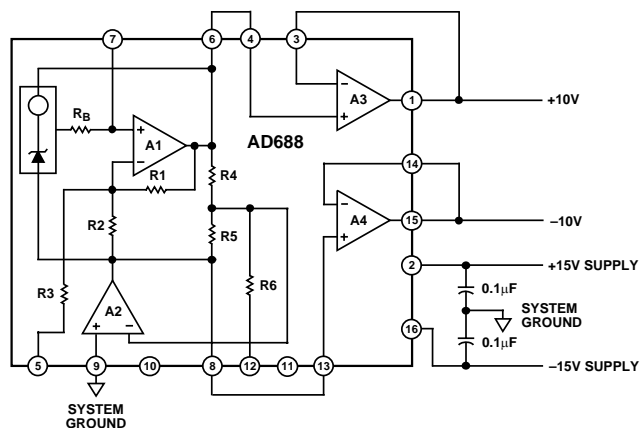 7
6
4
3
R_B
A1
R1
A3
1
+10V
AD688
R4
14
R2
R5
A4
15
–10V
2
+15V SUPPLY
R3
R6
0.1µF
A2
SYSTEM
GROUND
16
0.1µF
5
9
10
8
12
11
13
–15V SUPPLY
SYSTEM
GROUND
+
–
–
+
–
+
+
–